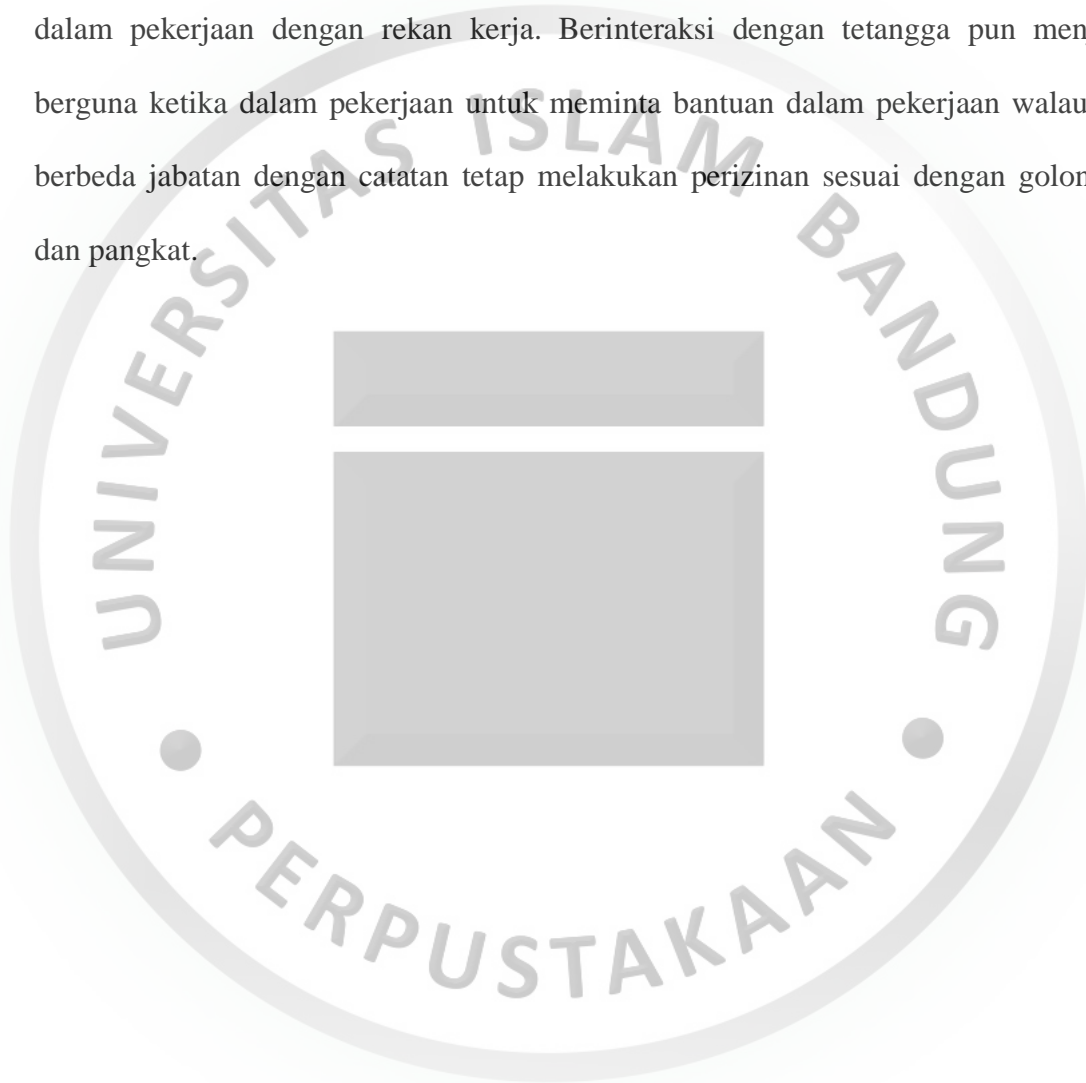 dalam pekerjaan dengan rekan kerja. Berinteraksi dengan tetangga pun
berguna ketika dalam pekerjaan untuk meminta bantuan dalam pekerjaan
berbeda jabatan dengan catatan tetap melakukan perizinan sesuai dengan
dan pangkat.
UNIVERSITAS ISLAM BANDUNG
PERPUSTAKAAN